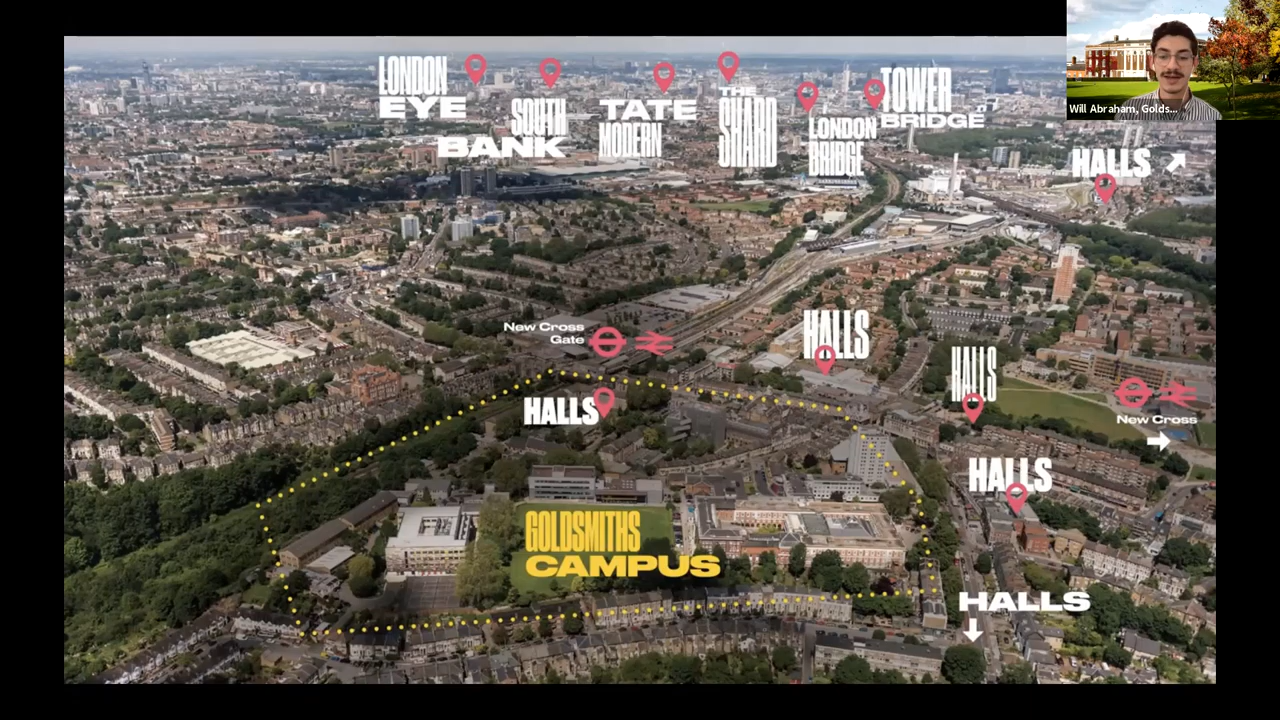 Will Abraham, Golds...
LONDON
EYE
SOUTH
BANK
TATE
MODERN
THE
SHARD
LONDON
BRIDGE
TOWER
BRIDGE
HALLS
New Cross
Gate
HALLS
HALLS
HALLS
New Cross
HALLS
GOLDSMITHS
CAMPUS
HALLS